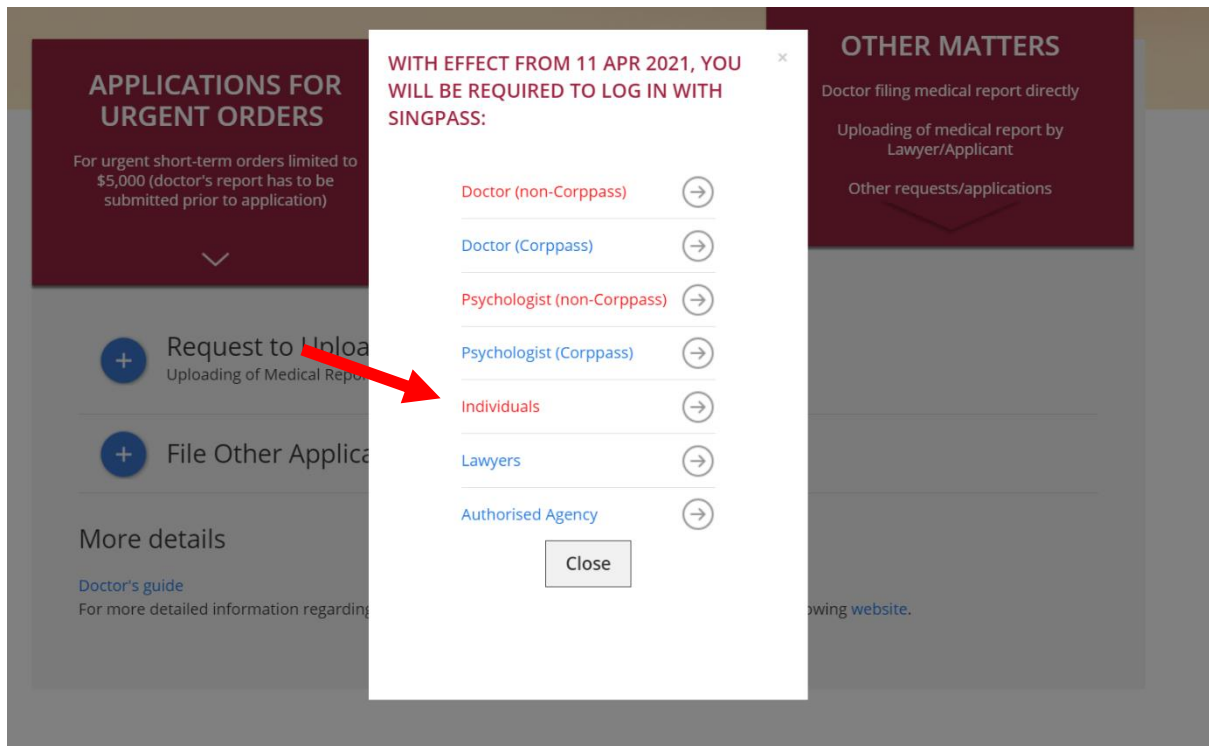 APPLICATIONS FOR
URGENT ORDERS
For urgent short-term orders limited to
$5,000 (doctor's report has to be
submitted prior to application)
WITH EFFECT FROM 11 APR 2021, YOU
WILL BE REQUIRED TO LOG IN WITH
SINGPASS:
×
Doctor (non-Corppass)
Doctor (Corppass)
Psychologist (non-Corppass)
Psychologist (Corppass)
Individuals
Lawyers
Authorised Agency
Close
OTHER MATTERS
Doctor filing medical report directly
Uploading of medical report by
Lawyer/Applicant
Other requests/applications
Request to
Uploading of Medical
File Other
More details
Doctor's guide
For more detailed information regarding
website.